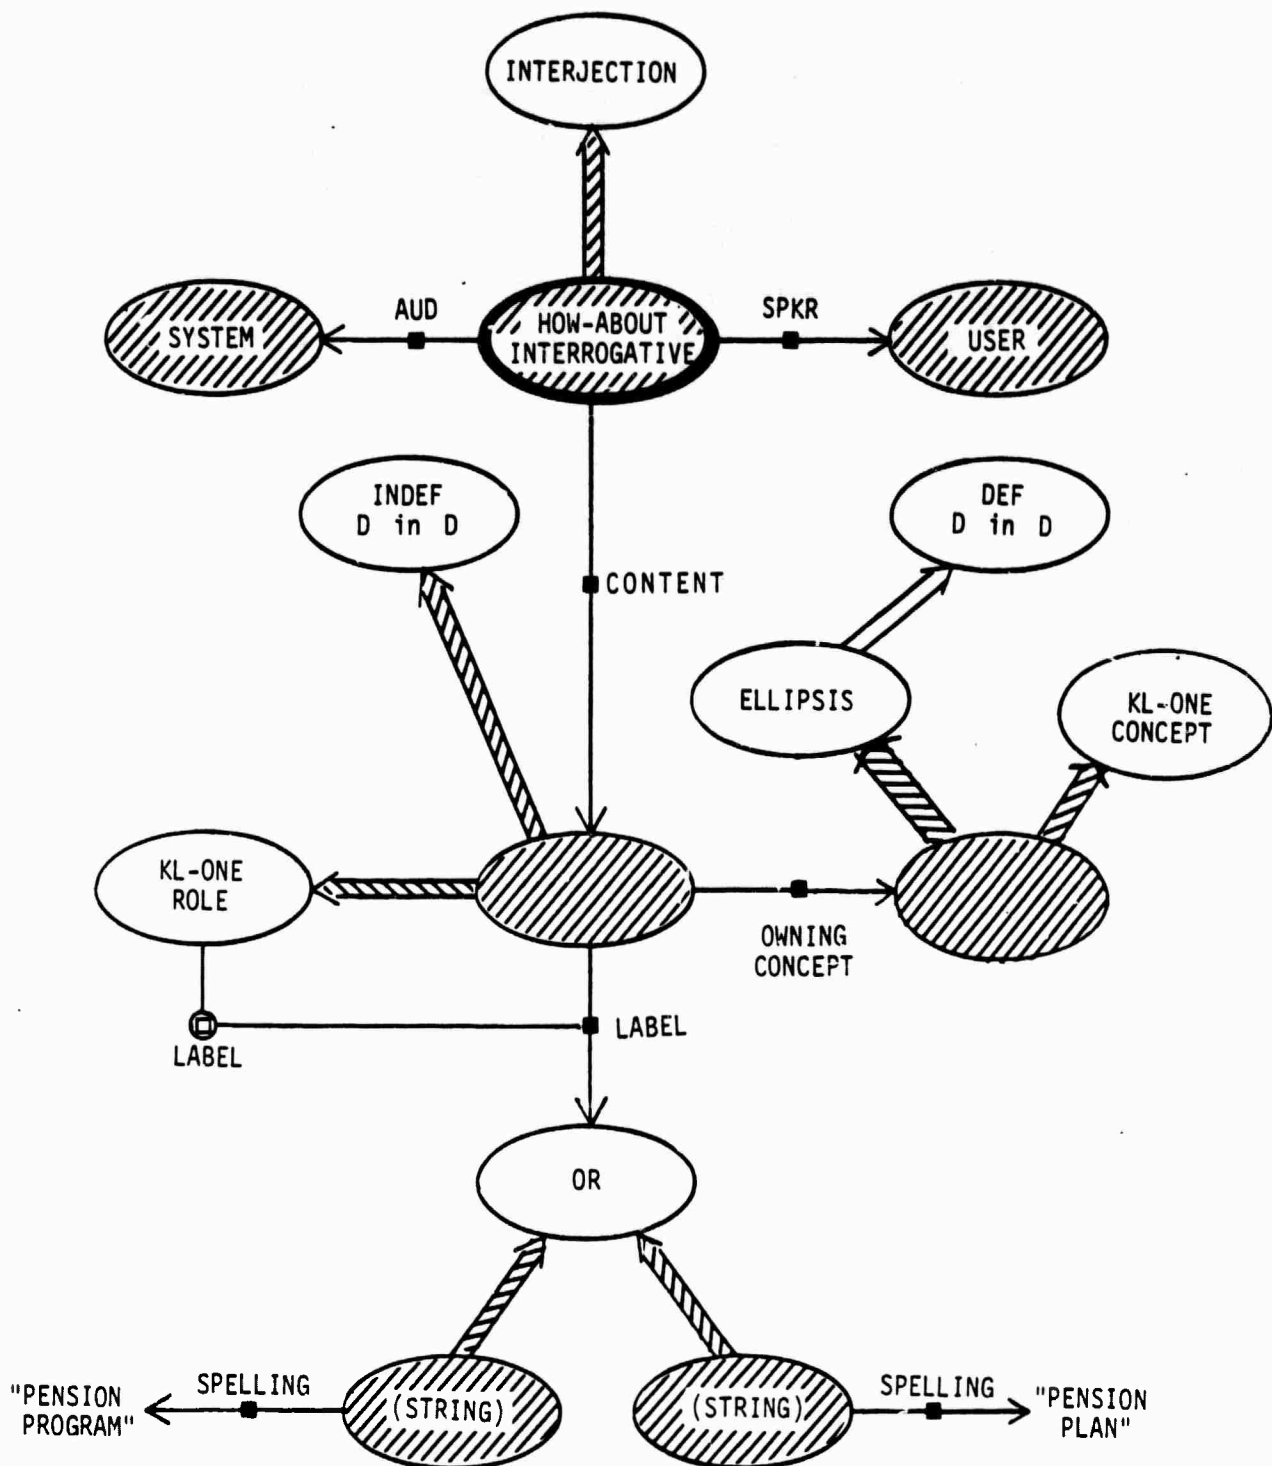 INTERJECTION
SYSTEM
AUD
HOW-ABOUT
INTERROGATIVE
SPKR
USER
INDEF
D in D
DEF
D in D
CONTENT
ELLIPSIS
KL-ONE
CONCEPT
KL-ONE
ROLE
OWNING
CONCEPT
LABEL
LABEL
OR
"PENSION
PROGRAM"
SPELLING
(STRING)
(STRING)
SPELLING
"PENSION
PLAN"